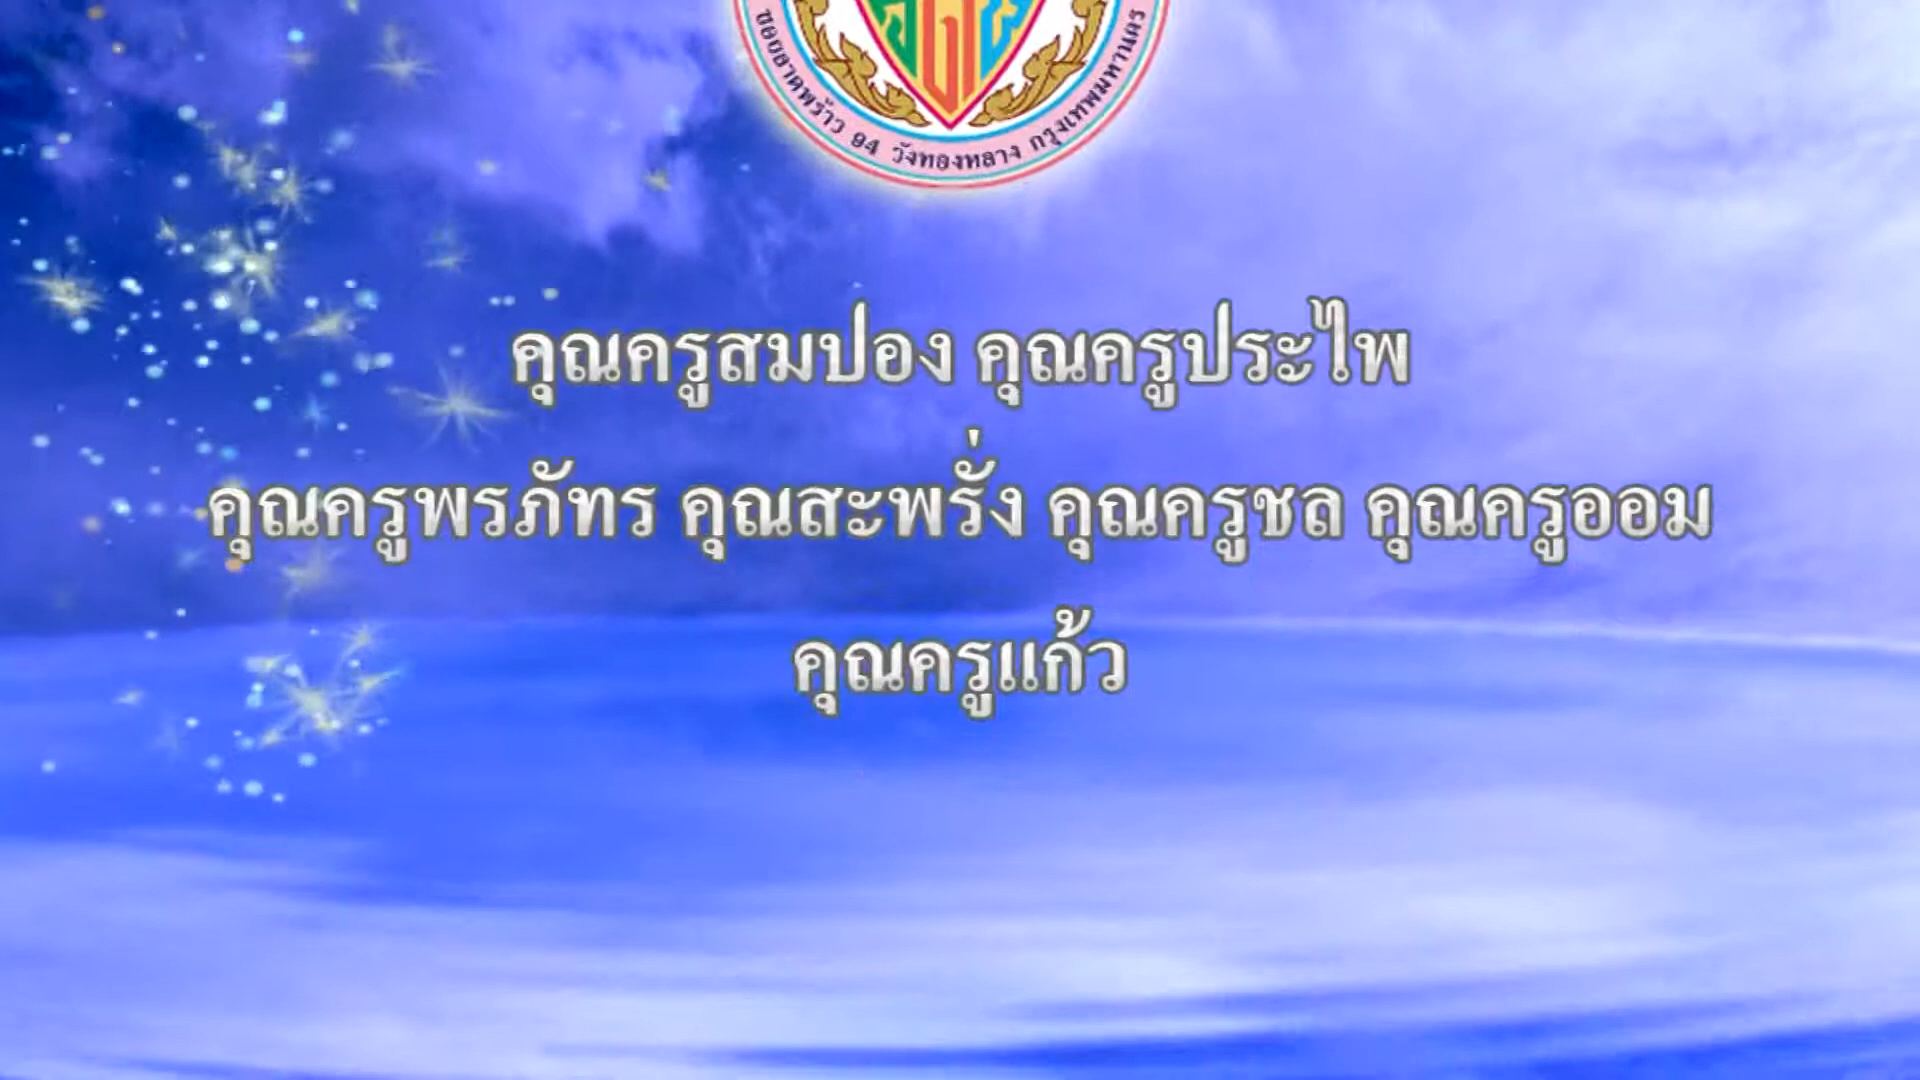 ซอยลาดพร้าว 94 วังทองหลาง กรุงเทพมหานคร
คุณครูสมปอง คุณครูประไพ
คุณครูพรภัทร คุณสะพรั่ง คุณครูชล คุณครูออม
คุณครูแก้ว